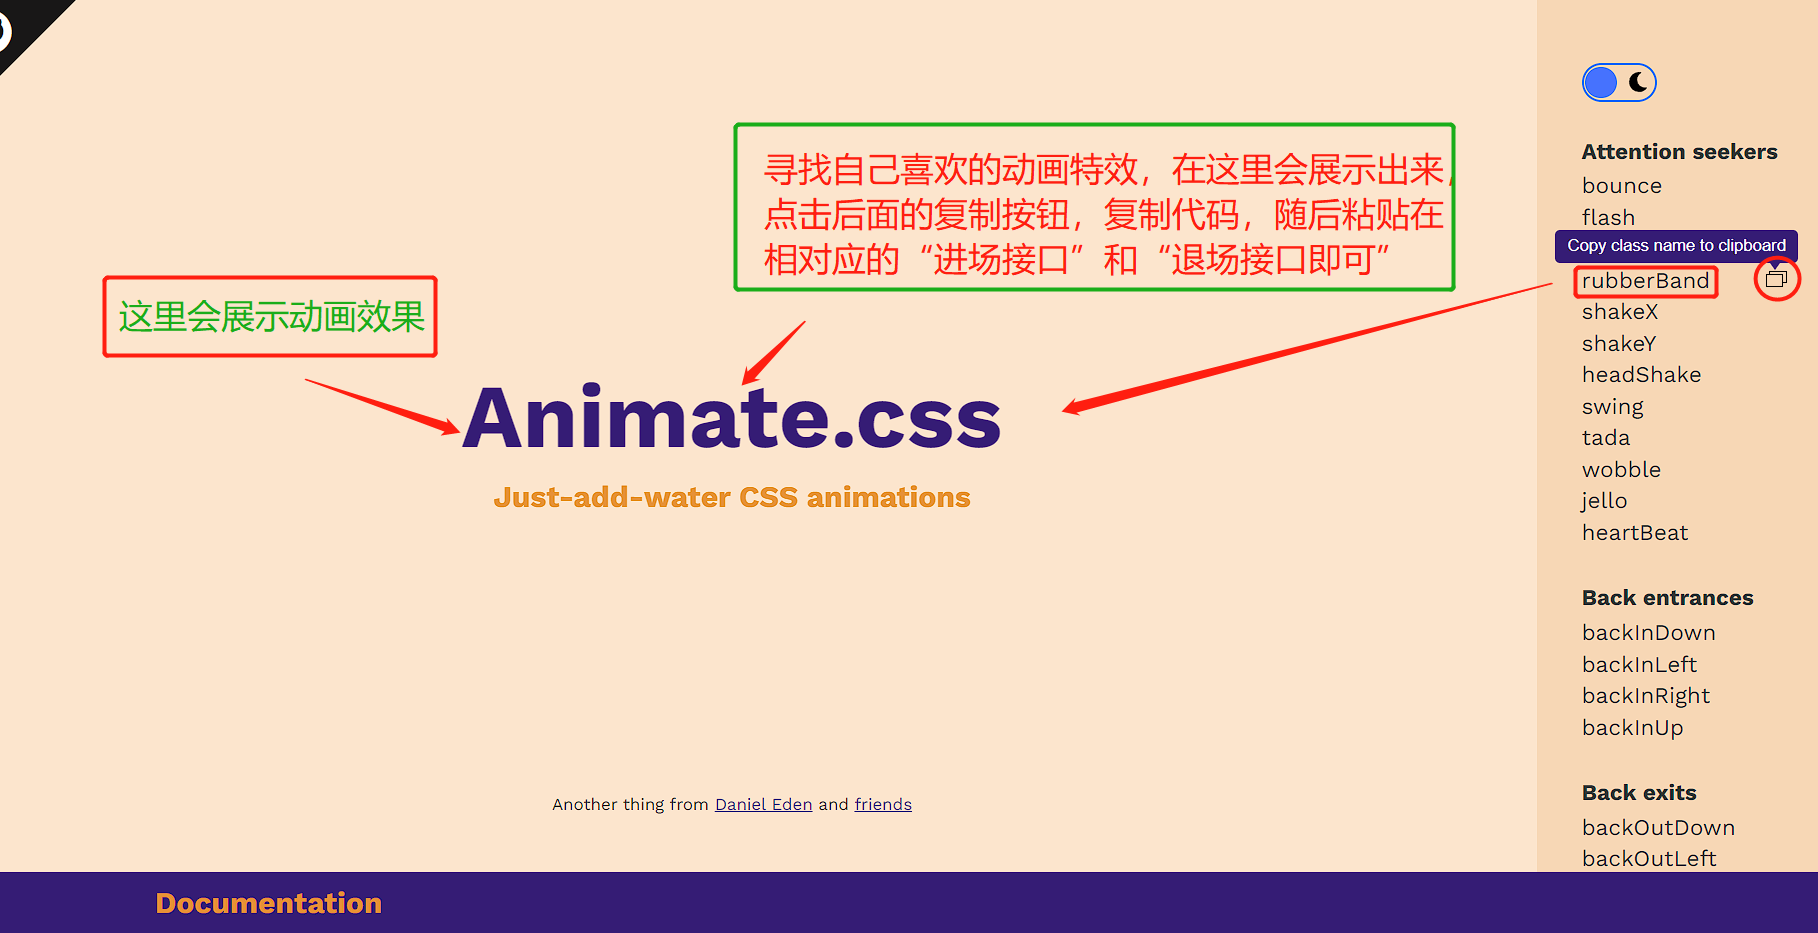 寻找自己喜欢的动画特效，在这里会展示出来，
点击后面的复制按钮，复制代码，随后粘贴在
相对应的“进场接口”和“退场接口即可”
这里会展示动画效果
Animate.css
Just-add-water CSS animations
Another thing from Daniel Eden and friends
Attention seekers
bounce
flash
Copy class name to clipboard
rubberBand
shakeX
shakeY
headShake
swing
tada
wobble
jello
heartBeat
Back entrances
backInDown
backInLeft
backInRight
backInUp
Back exits
backOutDown
backOutLeft
Documentation